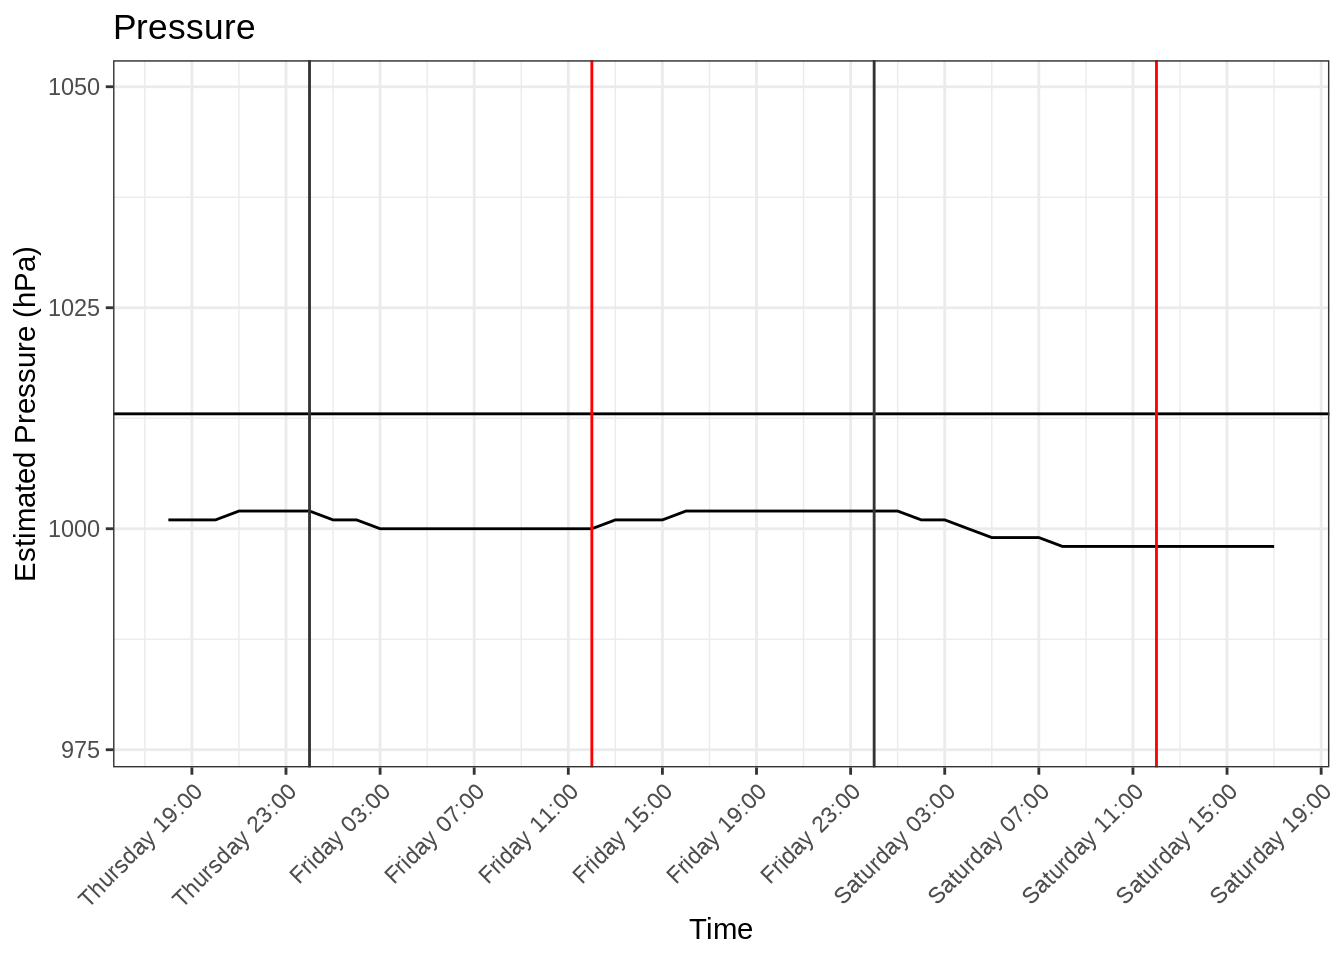 Pressure
Estimated Pressure (hPa)
1050
1025
1000
975
Thursday 19:00
Thursday 23:00
Friday 03:00
Friday 07:00
Friday 11:00
Friday 15:00
Friday 19:00
Friday 23:00
Saturday 03:00
Saturday 07:00
Saturday 11:00
Saturday 15:00
Saturday 19:00
Time